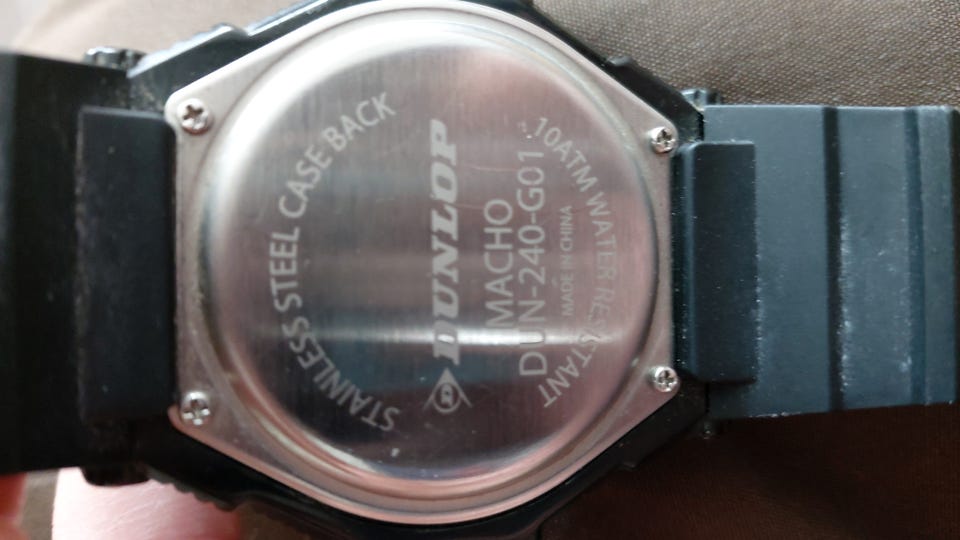 STAINLESS STEEL CASE BACK
DUNLOP
MACHO
DUN-240-G01
MADE IN CHINA
10ATM WATER RESISTANT